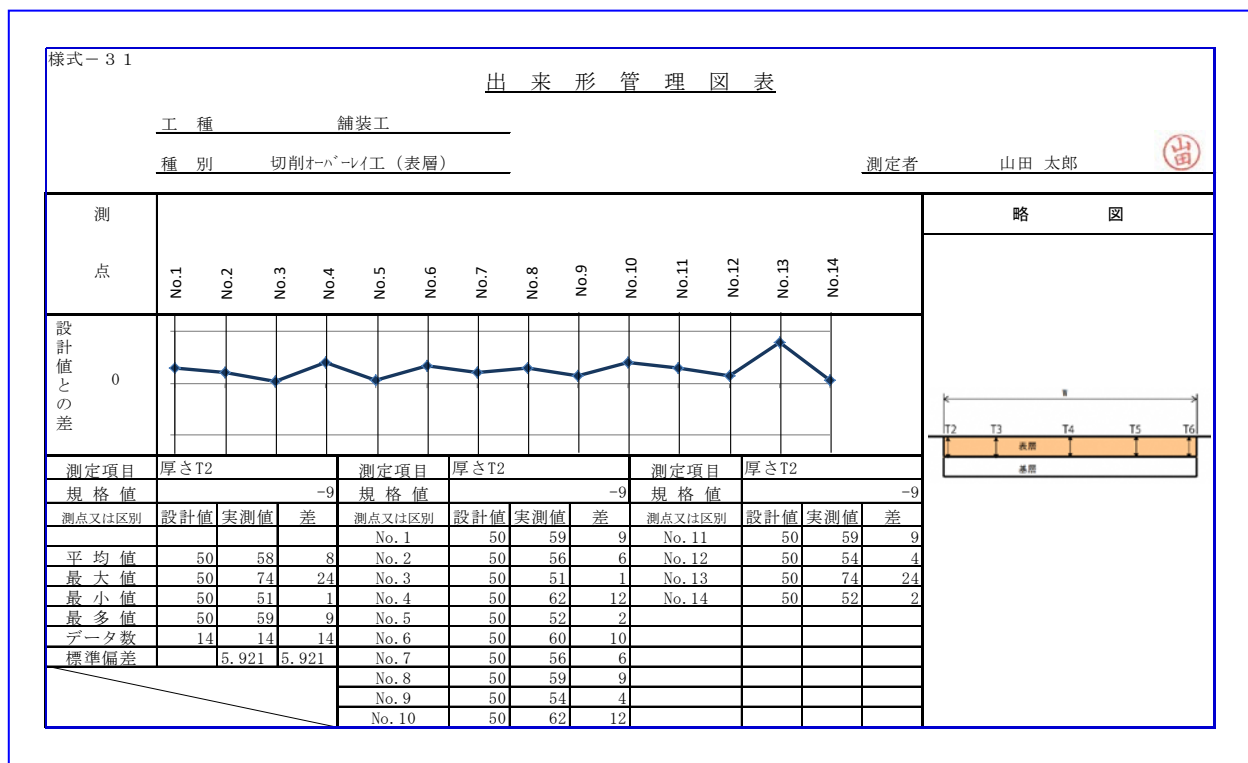 様式－３１
出 来 形 管 理 図 表
工 種 舗装工
種 別 切削ｵｰﾊﾞｰﾚｲ工（表層）
測定者 山田 太郎 山田
測点 No.1 No.2 No.3 No.4 No.5 No.6 No.7 No.8 No.9 No.10 No.11 No.12 No.13 No.14
略 図
設計値との差 0
W
T2 T3 T4 T5 T6
表層
基層
測定項目 厚さT2 測定項目 厚さT2 測定項目 厚さT2
規 格 値 -9 規 格 値 -9 規 格 値 -9
測点又は区別 設計値 実測値 差 測点又は区別 設計値 実測値 差 測点又は区別 設計値 実測値 差
No.1 50 59 9 No.11 50 59 9
平 均 値 50 58 8 No.2 50 56 6 No.12 50 54 4
最 大 値 50 74 24 No.3 50 51 1 No.13 50 74 24
最 小 値 50 51 1 No.4 50 62 12 No.14 50 52 2
最 多 値 50 59 9 No.5 50 52 2
データ数 14 14 14 No.6 50 60 10
標準偏差 5.921 5.921 No.7 50 56 6
No.8 50 59 9
No.9 50 54 4
No.10 50 62 12